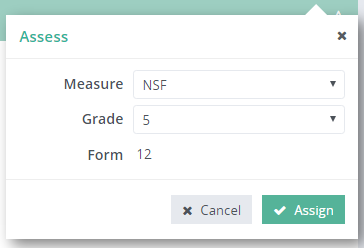 Assess ×
Measure NSF ▼
Grade 5 ▼
Form 12
✖ Cancel ✔ Assign